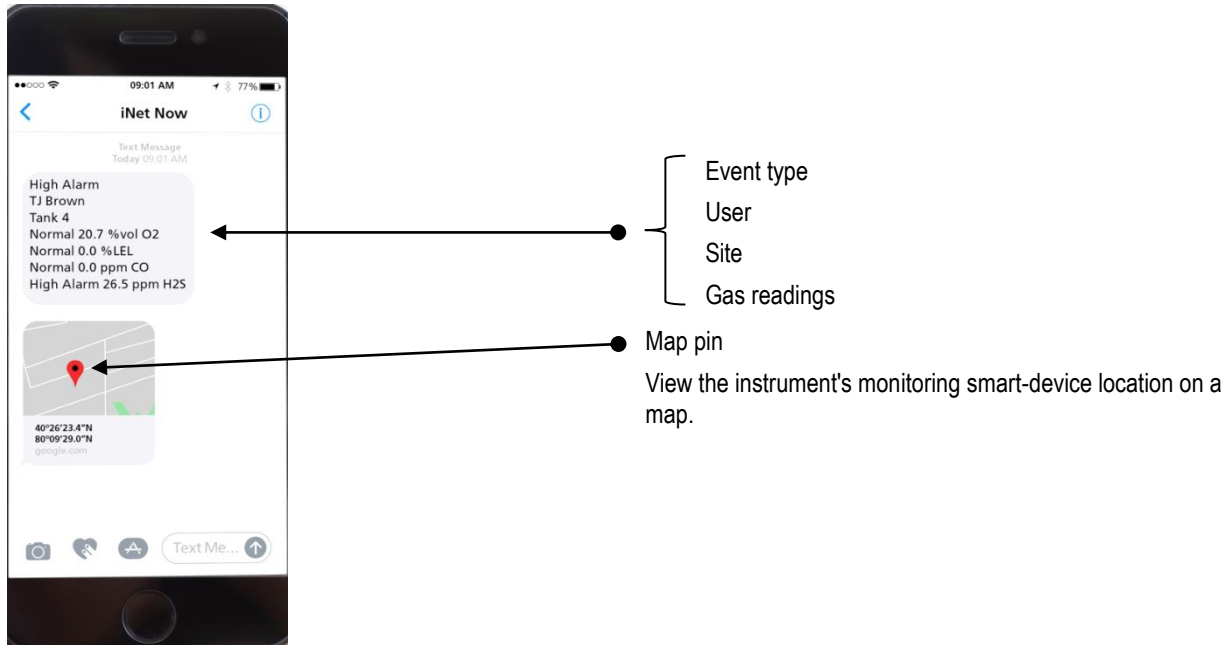 09:01 AM
77%
iNet Now
Text Message
Today 09:01 AM
High Alarm
TJ Brown
Tank 4
Normal 20.7 %vol O2
Normal 0.0 %LEL
Normal 0.0 ppm CO
High Alarm 26.5 ppm H2S
40°26'23.4"N
80°09'29.0"N
google.com
Text Me...
Event type
User
Site
Gas readings
Map pin
View the instrument's monitoring smart-device location on a
map.